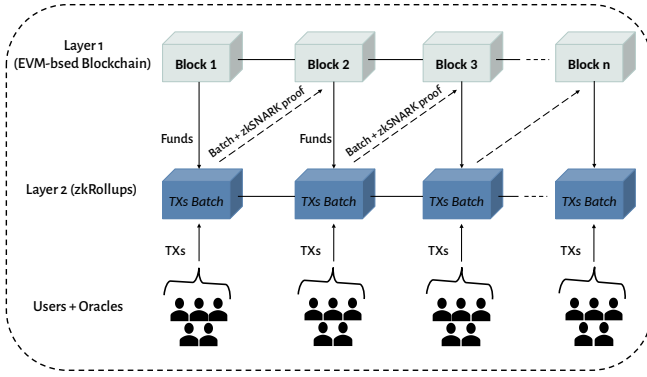 Layer 1
(EVM-bsed Blockchain)
Block 1
Block 2
Block 3
Block n
Funds
Batch + zkSNARK proof
Funds
Batch + zkSNARK proof
Layer 2 (zkRollups)
TXs Batch
TXs Batch
TXs Batch
TXs Batch
TXs
TXs
TXs
TXs
Users + Oracles